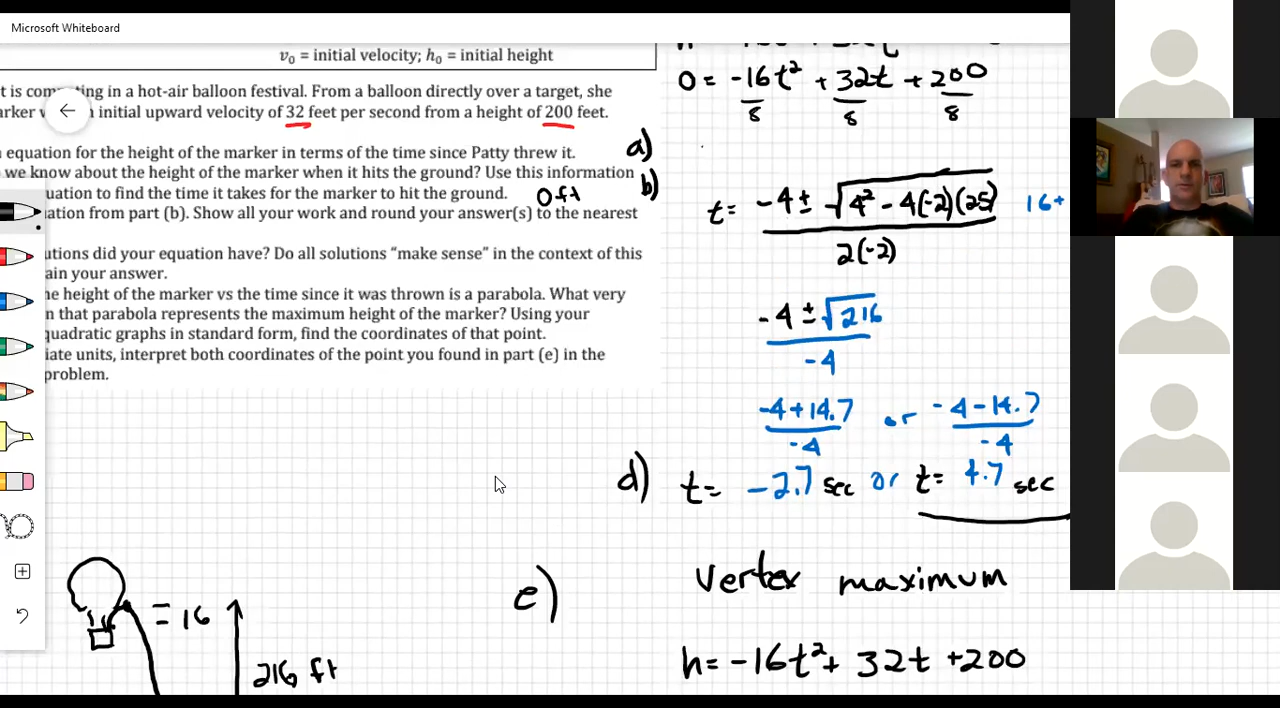 Microsoft Whiteboard
v₀ = initial velocity; h₀ = initial height
t is competing in a hot-air balloon festival. From a balloon directly over a target, she
arker initial upward velocity of 32 feet per second from a height of 200 feet.
equation for the height of the marker in terms of the time since Patty threw it.
we know about the height of the marker when it hits the ground? Use this information
uation to find the time it takes for the marker to hit the ground.
0ft
ation from part (b). Show all your work and round your answer(s) to the nearest
utions did your equation have? Do all solutions “make sense” in the context of this
ain your answer.
he height of the marker vs the time since it was thrown is a parabola. What very
n that parabola represents the maximum height of the marker? Using your
quadratic graphs in standard form, find the coordinates of that point.
iate units, interpret both coordinates of the point you found in part (e) in the
problem.
0 = -16t² + 32t + 200
8 8 8
a)
b)
t = -4 ± √4² - 4(-2)(25)
2(-2)
16+
-4 ± √216
-4
-4+14.7 or -4-14.7
-4 -4
d) t = -2.7 sec or t = 4.7 sec
e) Vertex maximum
h = -16t² + 32t + 200
= 16
216 ft